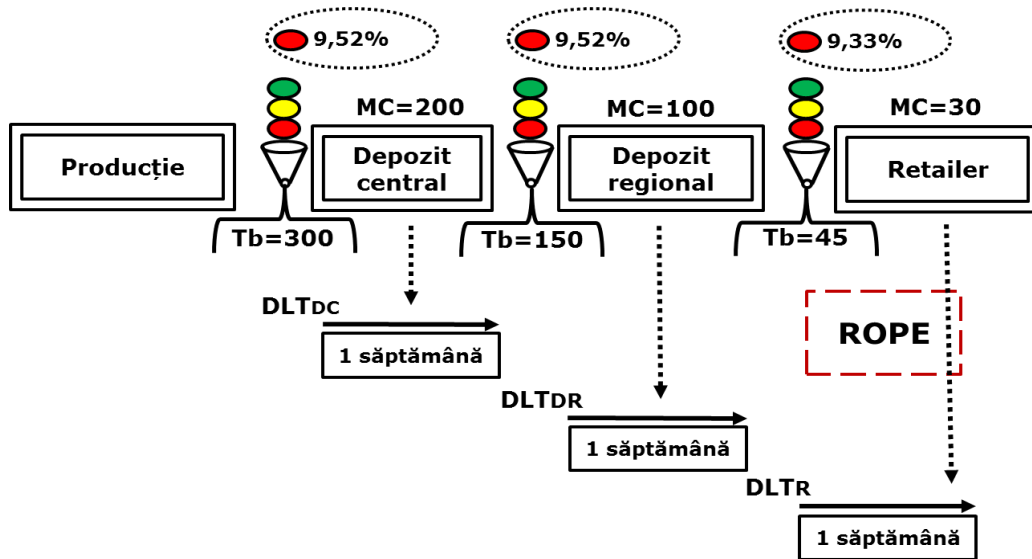 9,52%
9,52%
9,33%
MC=200
MC=100
MC=30
Producție
Depozit
central
Depozit
regional
Retailer
Tb=300
Tb=150
Tb=45
DLTDC
1 săptămână
ROPE
DLTDR
1 săptămână
DLTR
1 săptămână